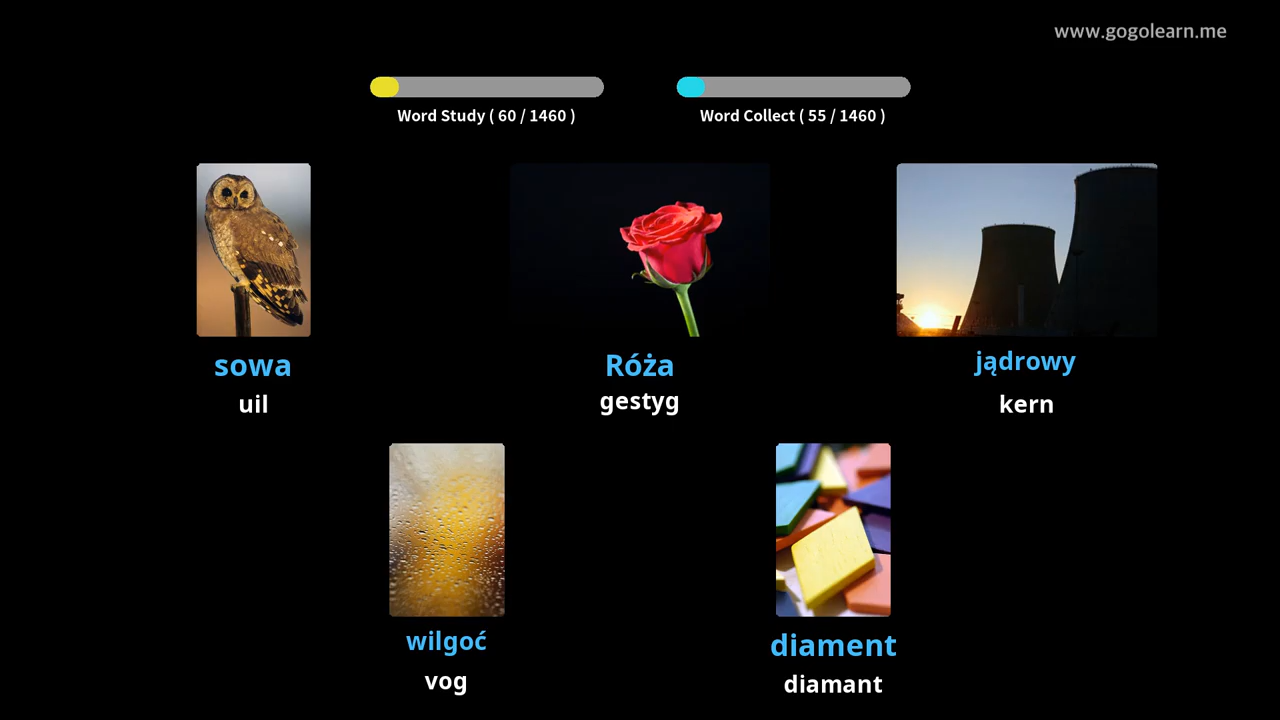 www.gogolearn.me
Word Study ( 60 / 1460 )
Word Collect ( 55 / 1460 )
sowa
uil
Róża
gestyg
jądrowy
kern
wilgoć
vog
diament
diamant